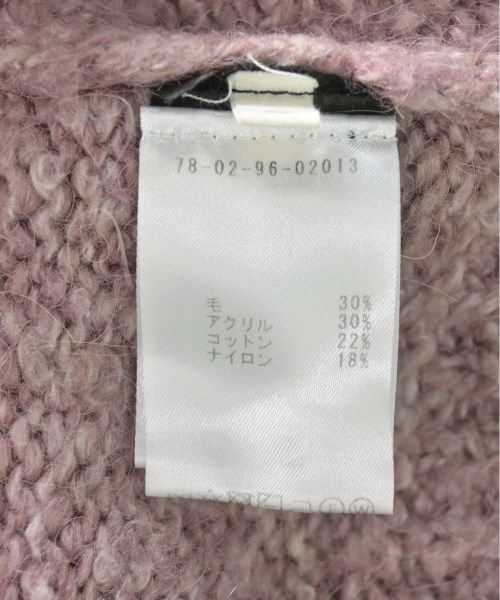 78-02-96-02013
毛 30%
アクリル 30%
コットン 22%
ナイロン 18%